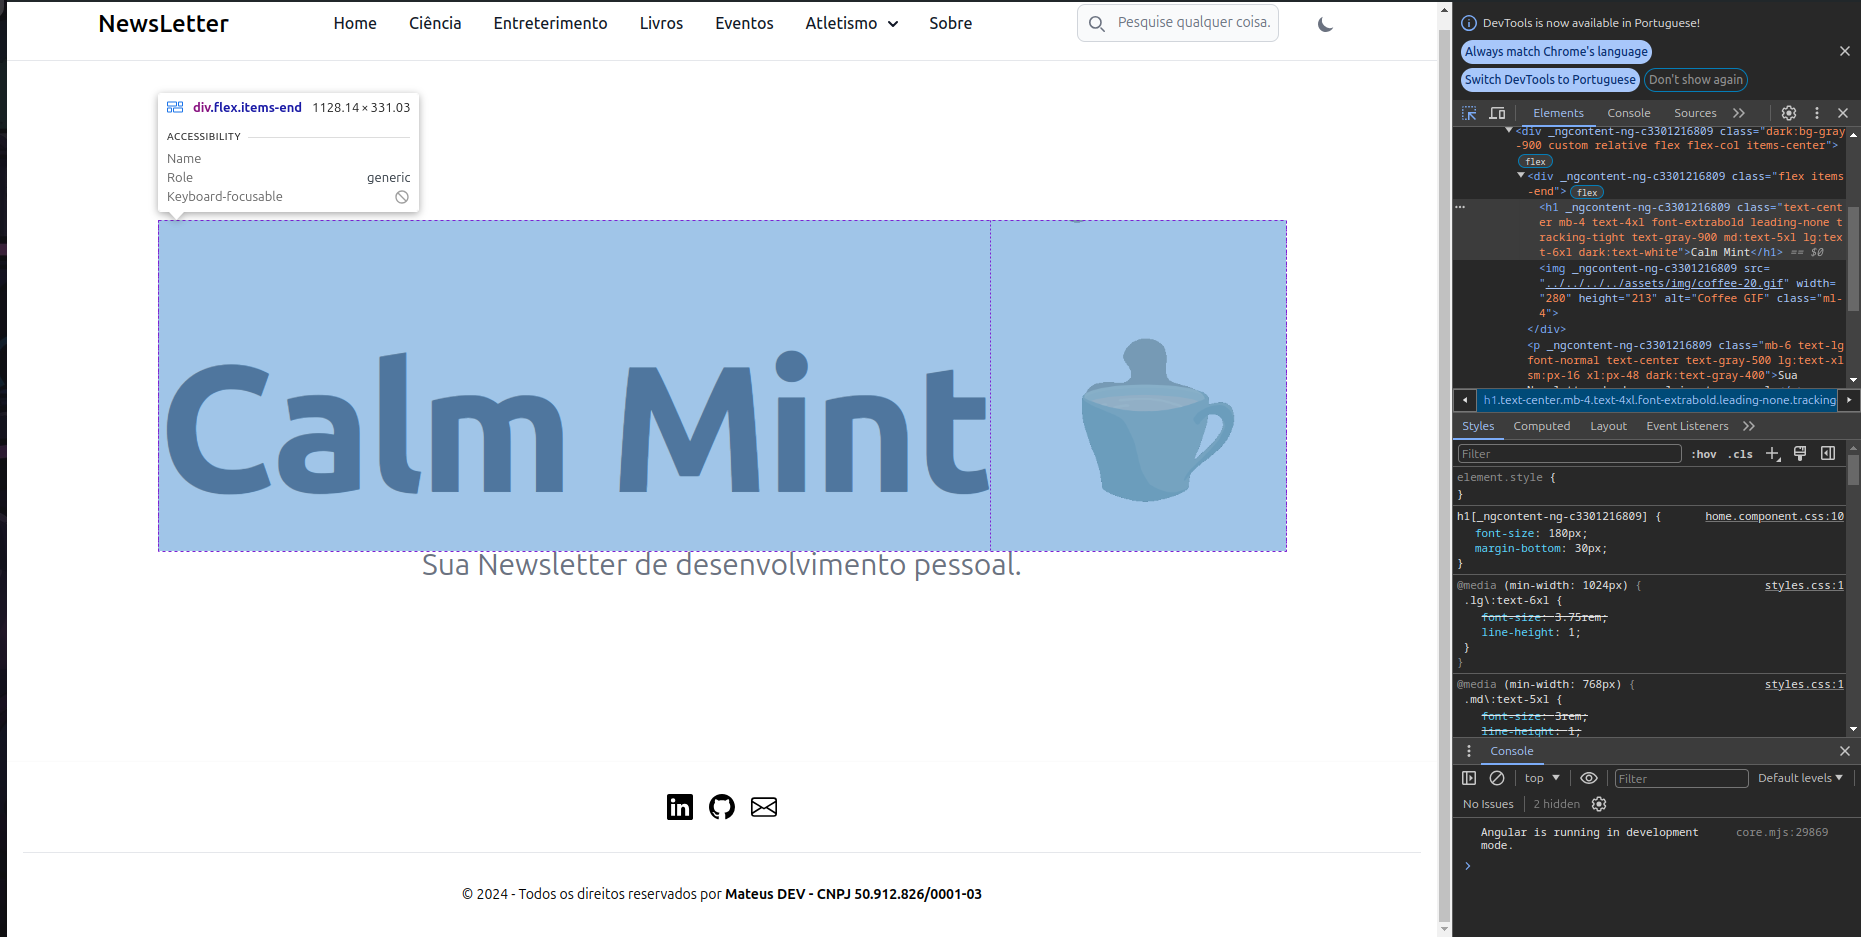 NewsLetter
Home Ciência Entreterimento Livros Eventos Atletismo Sobre
Pesquise qualquer coisa.
div.flex.items-end 1128.14 × 331.03
ACCESSIBILITY
Name
Role generic
Keyboard-focusable
Calm Mint
Sua Newsletter de desenvolvimento pessoal.
© 2024 - Todos os direitos reservados por Mateus DEV - CNPJ 50.912.826/0001-03
DevTools is now available in Portuguese!
Always match Chrome's language
Switch DevTools to Portuguese Don't show again
Elements Console Sources
<div _ngcontent-ng-c3301216809 class="dark:bg-gray
-900 custom relative flex flex-col items-center">
flex
<div _ngcontent-ng-c3301216809 class="flex items
-end"> flex
<h1 _ngcontent-ng-c3301216809 class="text-cent
er mb-4 text-4xl font-extrabold leading-none t
racking-tight text-gray-900 md:text-5xl lg:tex
t-6xl dark:text-white">Calm Mint</h1> == $0
<img _ngcontent-ng-c3301216809 src=
"../../../../assets/img/coffee-20.gif" width=
"280" height="213" alt="Coffee GIF" class="ml-
4">
</div>
<p _ngcontent-ng-c3301216809 class="mb-6 text-lg
font-normal text-center text-gray-500 lg:text-xl
sm:px-16 xl:px-48 dark:text-gray-400">Sua
h1.text-center.mb-4.text-4xl.font-extrabold.leading-none.tracking
Styles Computed Layout Event Listeners
Filter :hov .cls
element.style {
}
h1[_ngcontent-ng-c3301216809] { home.component.css:10
font-size: 180px;
margin-bottom: 30px;
}
@media (min-width: 1024px) { styles.css:1
.lg\:text-6xl {
font-size: 3.75rem;
line-height: 1;
}
}
@media (min-width: 768px) { styles.css:1
.md\:text-5xl {
font-size: 3rem;
line-height: 1;
Console
top Filter Default levels
No Issues 2 hidden
Angular is running in development core.mjs:29869
mode.